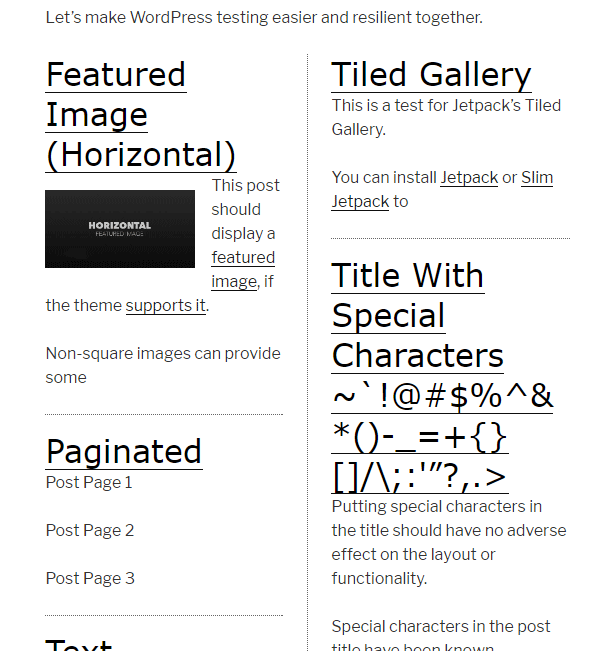 Let's make WordPress testing easier and resilient together.
Featured
Image
(Horizontal)
HORIZONTAL
FEATURED IMAGE
This post
should
display a
featured
image, if
the theme supports it.
Non-square images can provide
some
Paginated
Post Page 1
Post Page 2
Post Page 3
Text
Tiled Gallery
This is a test for Jetpack's Tiled
Gallery.
You can install Jetpack or Slim
Jetpack to
Title With
Special
Characters
~`!@#$%^&
*()-_=+{}
[]/\;:'"?,.>
Putting special characters in
the title should have no adverse
effect on the layout or
functionality.
Special characters in the post
title have been known